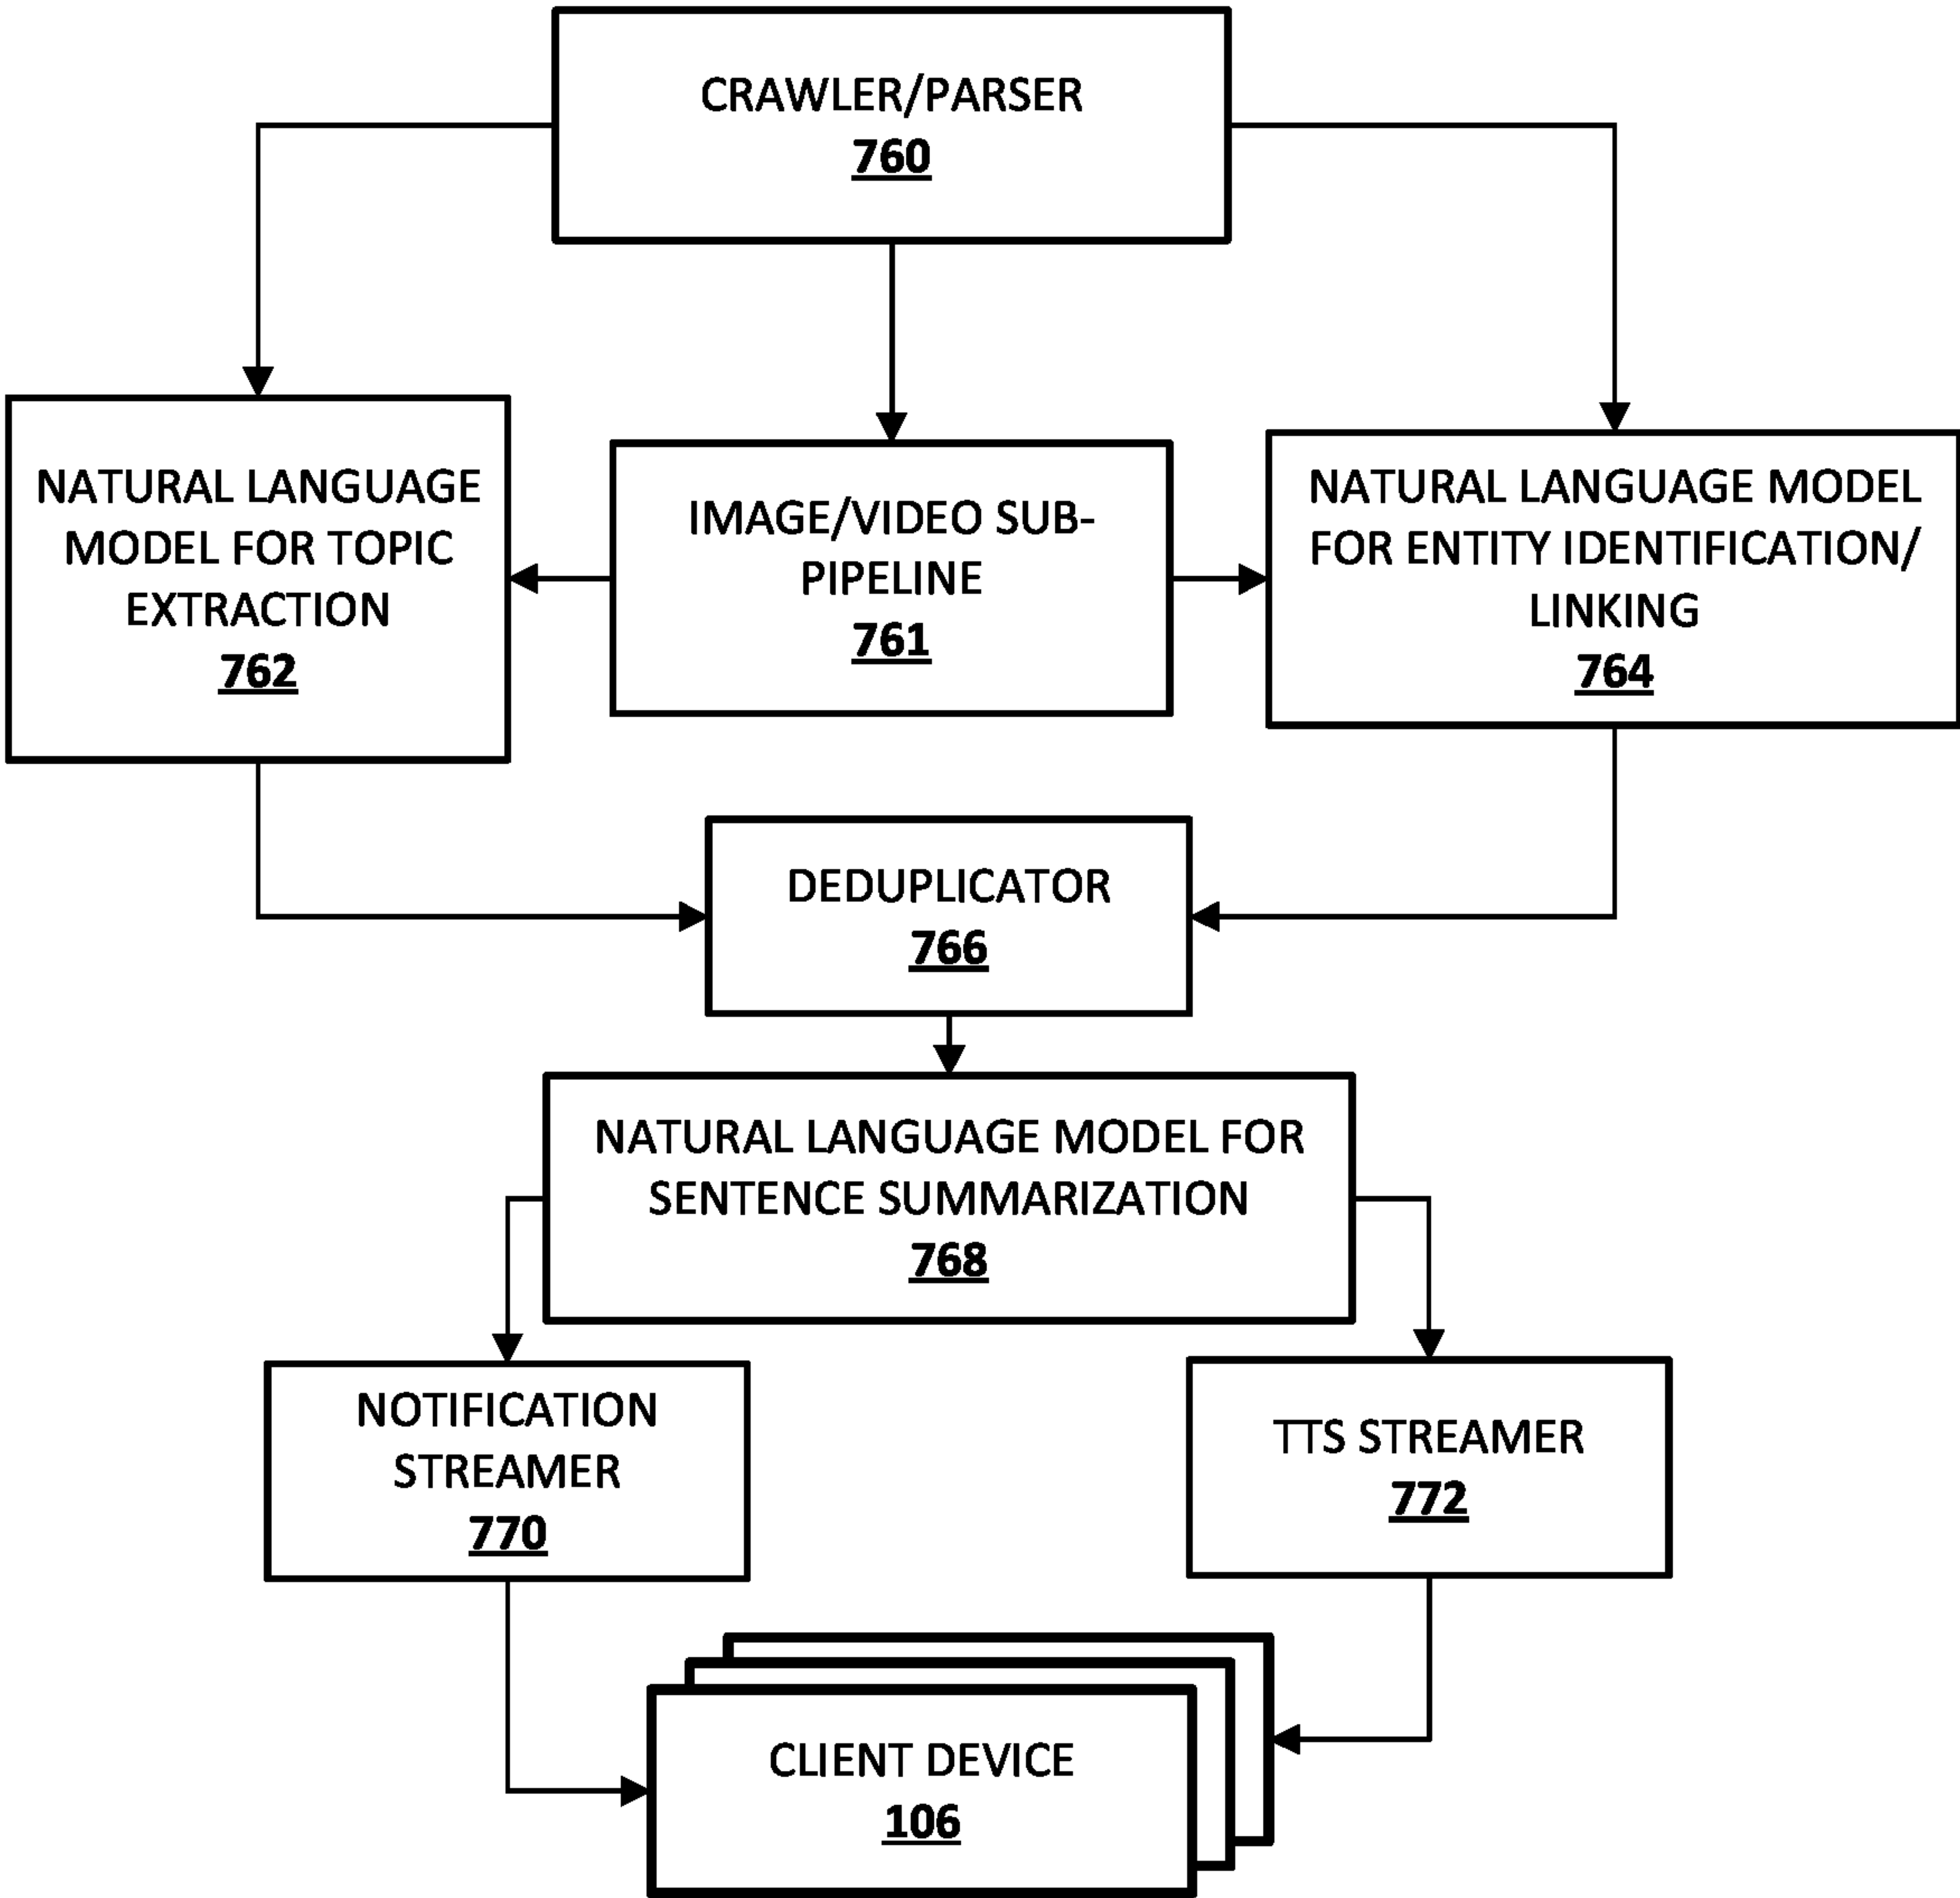 CRAWLER/PARSER
760
NATURAL LANGUAGE
MODEL FOR TOPIC
EXTRACTION
762
IMAGE/VIDEO SUB-
PIPELINE
761
NATURAL LANGUAGE MODEL
FOR ENTITY IDENTIFICATION/
LINKING
764
DEDUPLICATOR
766
NATURAL LANGUAGE MODEL FOR
SENTENCE SUMMARIZATION
768
NOTIFICATION
STREAMER
770
TTS STREAMER
772
CLIENT DEVICE
106